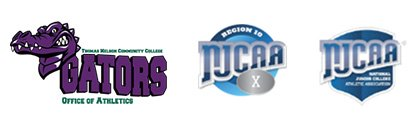 Thomas Nelson Community College
GATORS
Office of Athletics
REGION 10
NJCAA
X
NJCAA
NATIONAL
JUNIOR COLLEGE
ATHLETIC ASSOCIATION